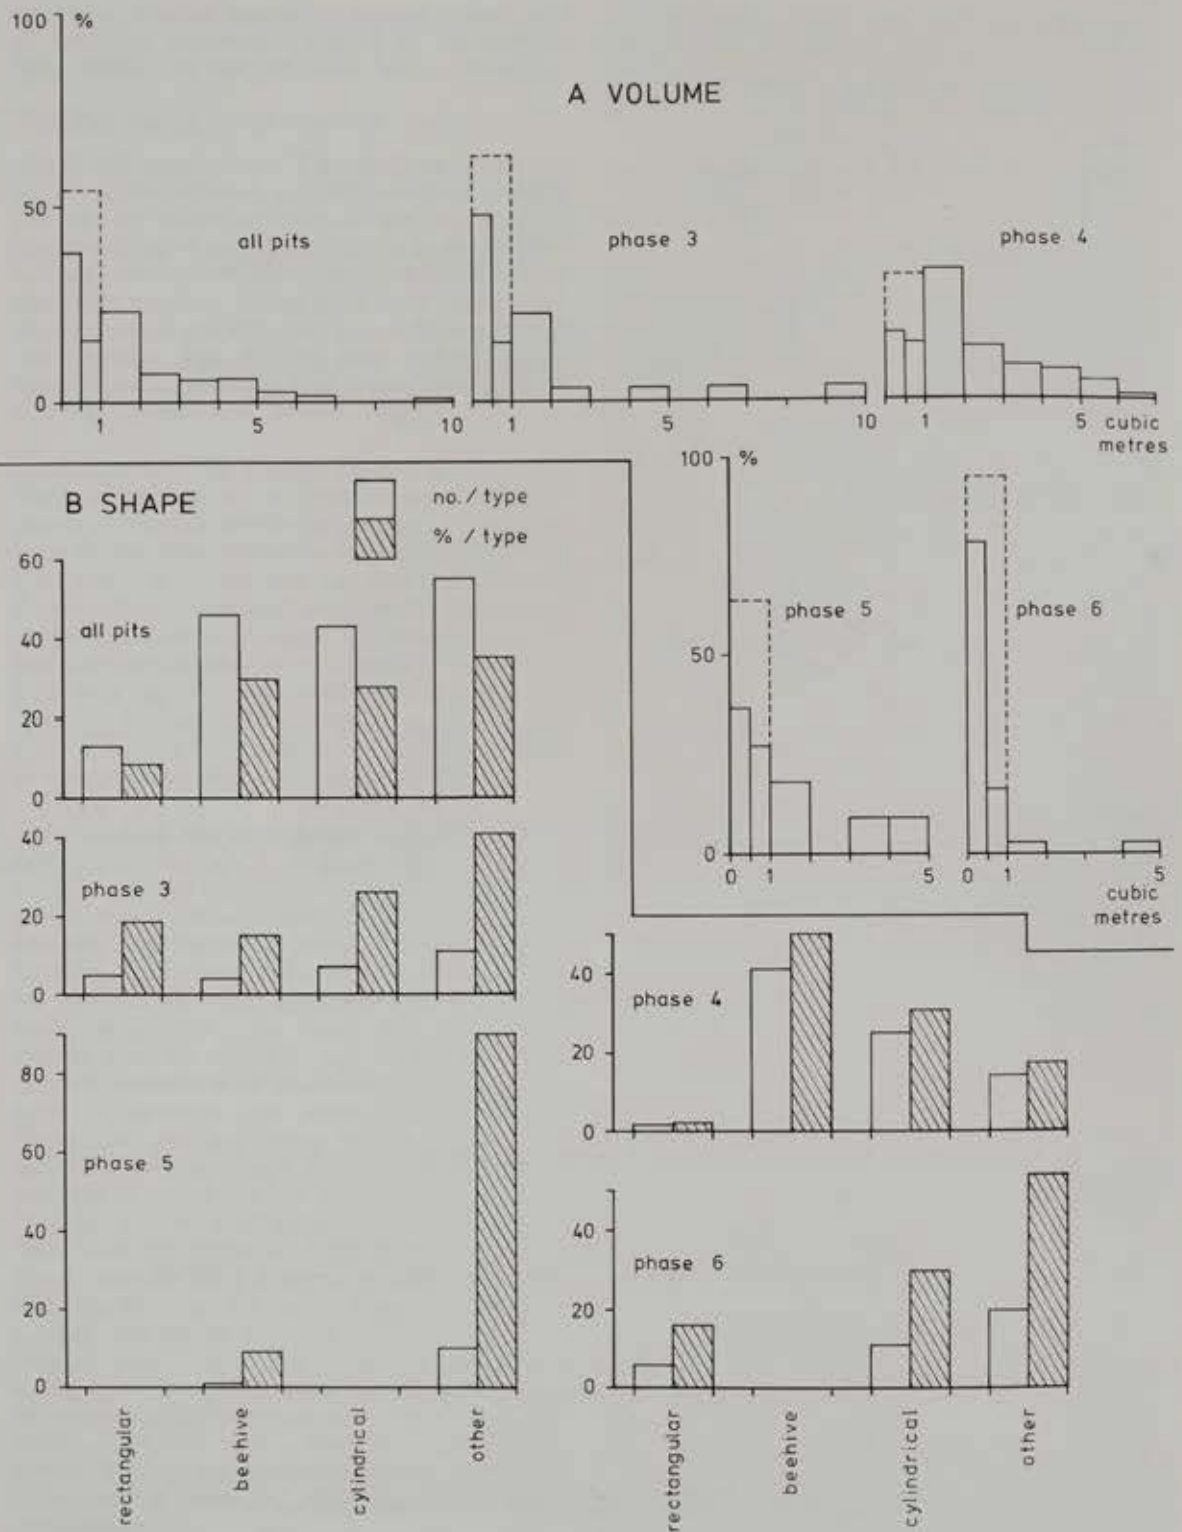 100 %
A VOLUME
50
all pits
phase 3
phase 4
0
1 5 10
1 5 10
1 5 cubic
metres
B SHAPE
no. / type
% / type
60
40
20
0
all pits
100 %
50
0
phase 5
phase 6
0 1 5
0 1 5
cubic
metres
40
20
0
phase 3
40
20
0
phase 4
80
60
40
20
0
phase 5
40
20
0
phase 6
rectangular
beehive
cylindrical
other
rectangular
beehive
cylindrical
other